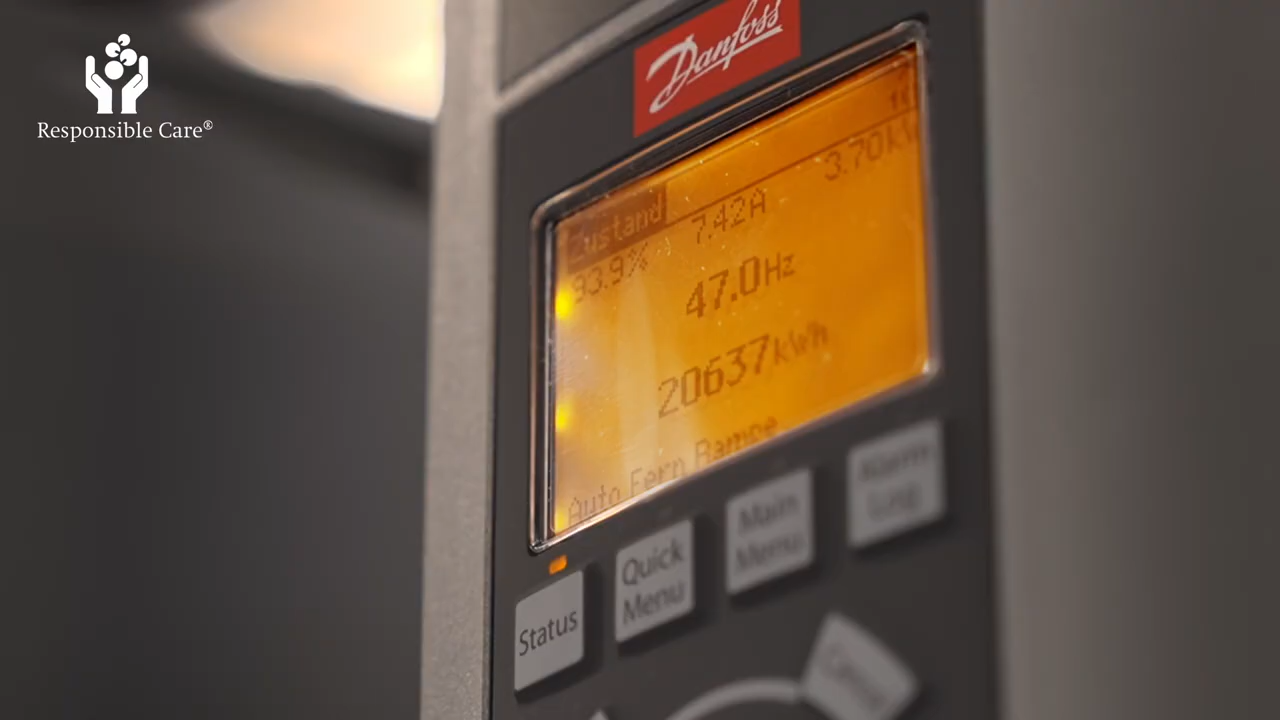 Responsible Care®
Danfoss
Zustand
93.9% 7.42A 3.70kW
47.0Hz
20637kWh
Auto Fern Rampe
Status
Quick Menu
Main Menu
Alarm Log
Cancel